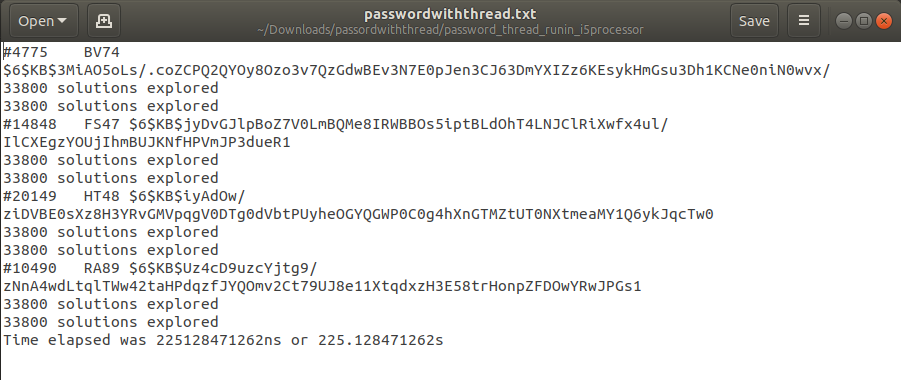 Open
passwordwiththread.txt
~/Downloads/passordwiththread/password_thread_runin_i5processor
Save
#4775    BV74
$6$KB$3MiAO5oLs/.coZCPQ2QYOy8Ozo3v7QzGdwBEv3N7E0pJen3CJ63DmYXIZz6KEsykHmGsu3Dh1KCNe0niN0wvx/
33800 solutions explored
33800 solutions explored
#14848   FS47 $6$KB$jyDvGJlpBoZ7V0LmBQMe8IRWBBOs5iptBLdOhT4LNJClRiXwfx4ul/
IlCXEgzYOUjIhmBUJKNfHPVmJP3dueR1
33800 solutions explored
33800 solutions explored
#20149   HT48 $6$KB$iyAdOw/
ziDVBE0sXz8H3YRvGMVpqgV0DTg0dVbtPUyheOGYQGWP0C0g4hXnGTMZtUT0NXtmeaMY1Q6ykJqcTw0
33800 solutions explored
33800 solutions explored
#10490   RA89 $6$KB$Uz4cD9uzcYjtg9/
zNnA4wdLtqlTWw42taHPdqzfJYQOmv2Ct79UJ8e11XtqdxzH3E58trHonpZFDOwYRwJPGs1
33800 solutions explored
33800 solutions explored
Time elapsed was 225128471262ns or 225.128471262s